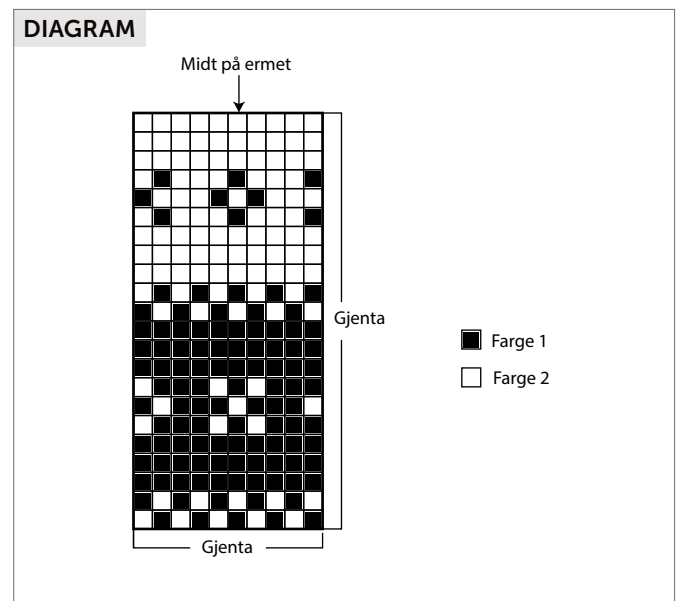 DIAGRAM
Midt på ermet
Gjenta
Farge 1
Farge 2
Gjenta